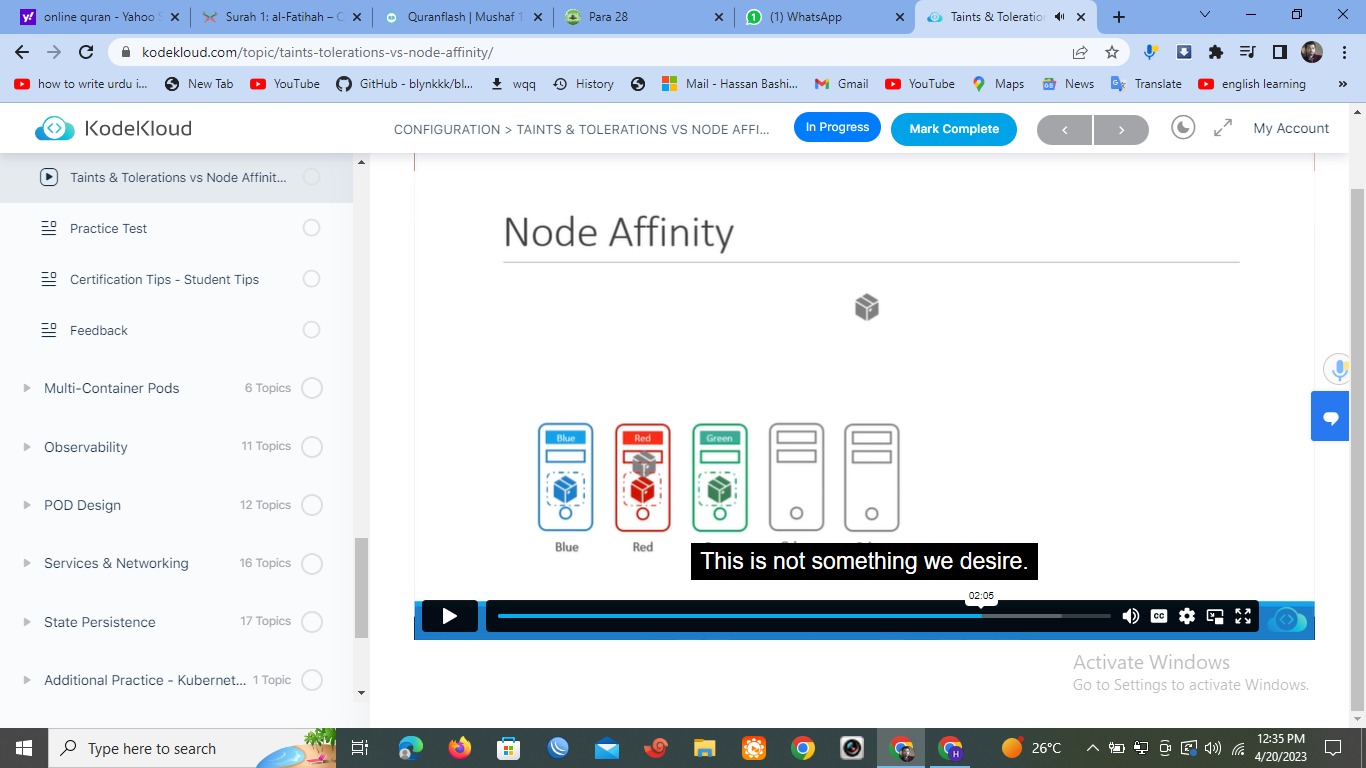 online quran - Yahoo S
Surah 1: al-Fatihah – C
Quranflash | Mushaf 1
Para 28
(1) WhatsApp
Taints & Toleration
kodekloud.com/topic/taints-tolerations-vs-node-affinity/
how to write urdu i...
New Tab
YouTube
GitHub - blynkkk/bl...
wqq
History
Mail - Hassan Bashi...
Gmail
YouTube
Maps
News
Translate
english learning
»
KodeKloud
CONFIGURATION > TAINTS & TOLERATIONS VS NODE AFFI...
In Progress
Mark Complete
<
>
My Account
Taints & Tolerations vs Node Affinit...
Practice Test
Certification Tips - Student Tips
Feedback
Multi-Container Pods
6 Topics
Observability
11 Topics
POD Design
12 Topics
Services & Networking
16 Topics
State Persistence
17 Topics
Additional Practice - Kubernet...
1 Topic
Node Affinity
Blue
Red
Green
Blue
Red
This is not something we desire.
02:05
CC
Activate Windows
Go to Settings to activate Windows.
Type here to search
H
26°C
12:35 PM
4/20/2023